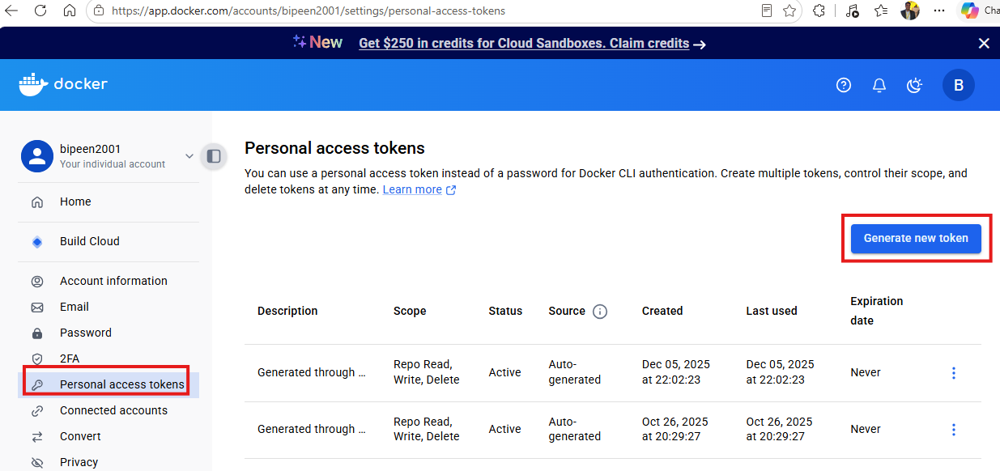 https://app.docker.com/accounts/bipeen2001/settings/personal-access-tokens
Cha
New Get $250 in credits for Cloud Sandboxes. Claim credits →
docker
B
bipeen2001
Your individual account
Home
Build Cloud
Account information
Email
Password
2FA
Personal access tokens
Connected accounts
Convert
Privacy
Personal access tokens
You can use a personal access token instead of a password for Docker CLI authentication. Create multiple tokens, control their scope, and
delete tokens at any time. Learn more
Generate new token
Description Scope Status Source Created Last used Expiration date
Generated through ... Repo Read, Write, Delete Active Auto-generated Dec 05, 2025 at 22:02:23 Dec 05, 2025 at 22:02:23 Never
Generated through ... Repo Read, Write, Delete Active Auto-generated Oct 26, 2025 at 20:29:27 Oct 26, 2025 at 20:29:27 Never